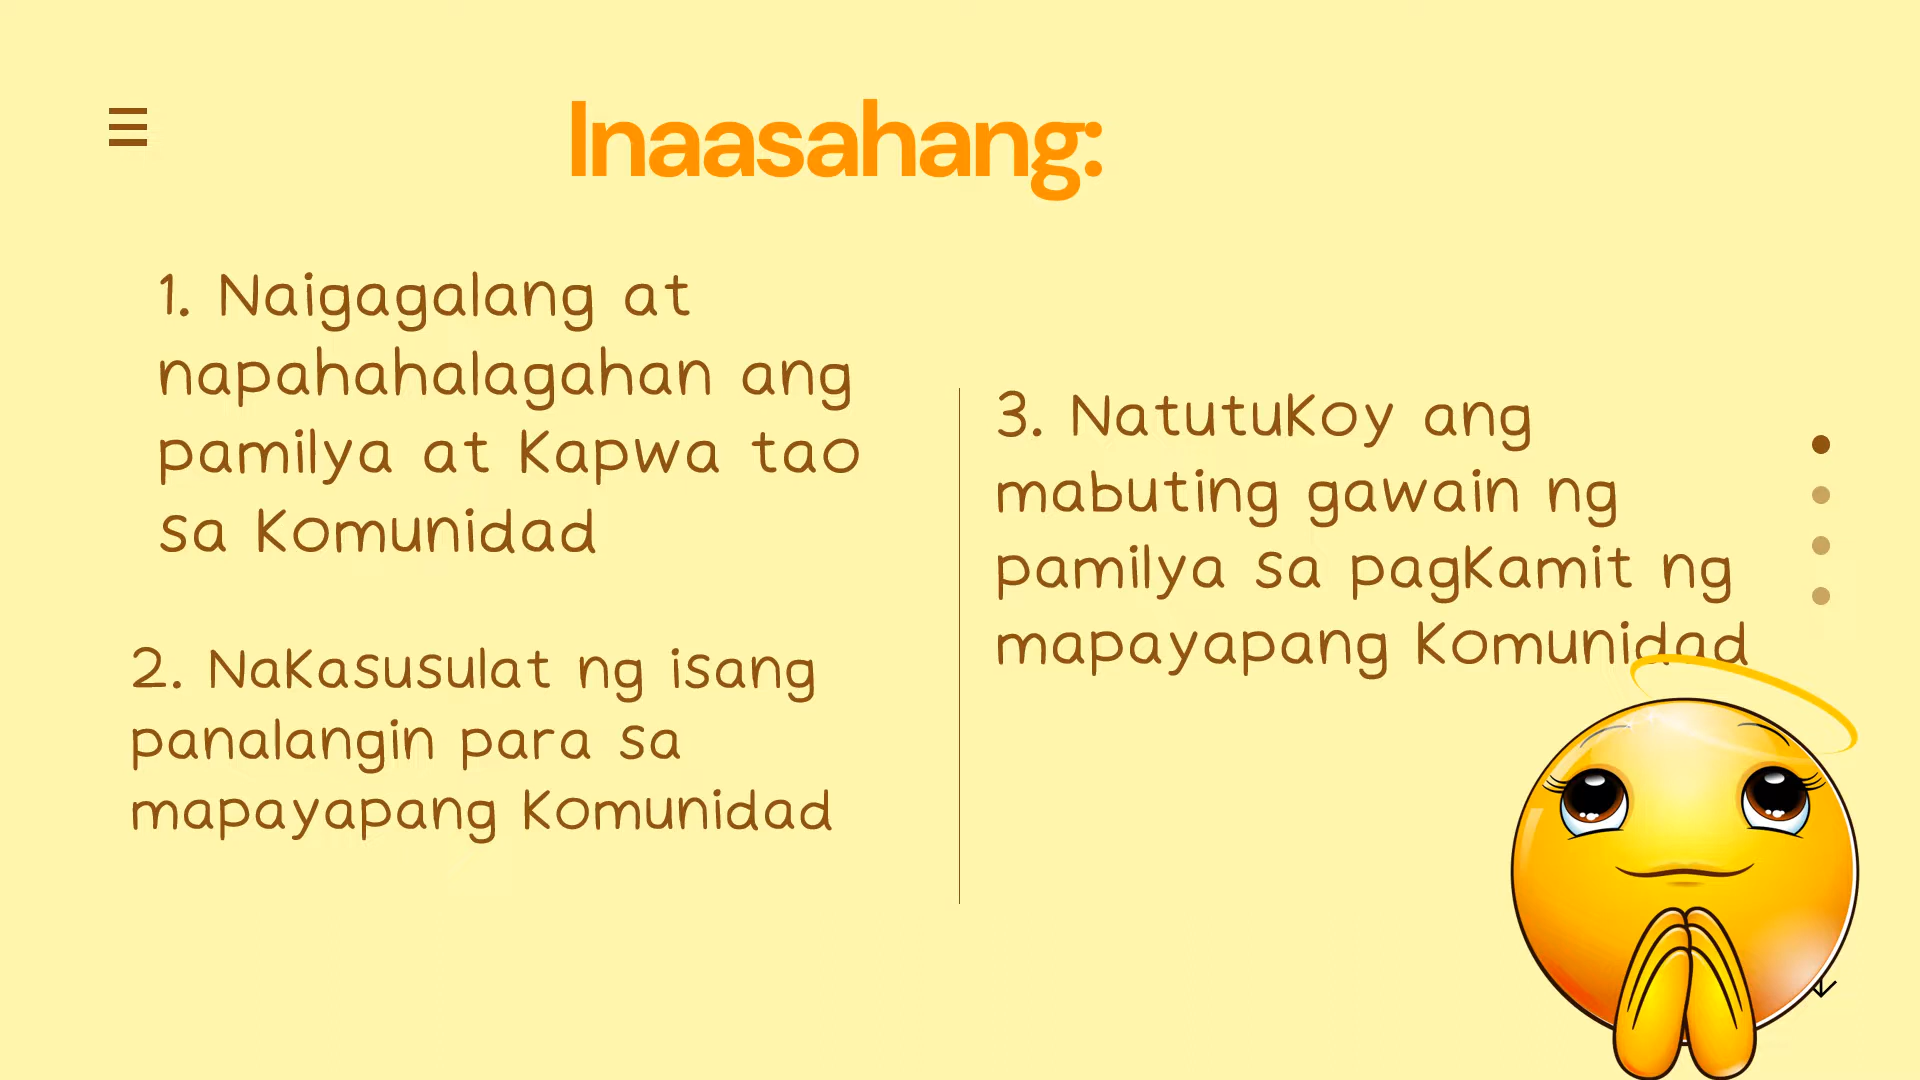 Inaasahang:
1. Naigagalang at
napahahalagahan ang
pamilya at kapwa tao
sa komunidad
2. Nakasusulat ng isang
panalangin para sa
mapayapang komunidad
3. Natutukoy ang
mabuting gawain ng
pamilya sa pagkamit ng
mapayapang komunidad